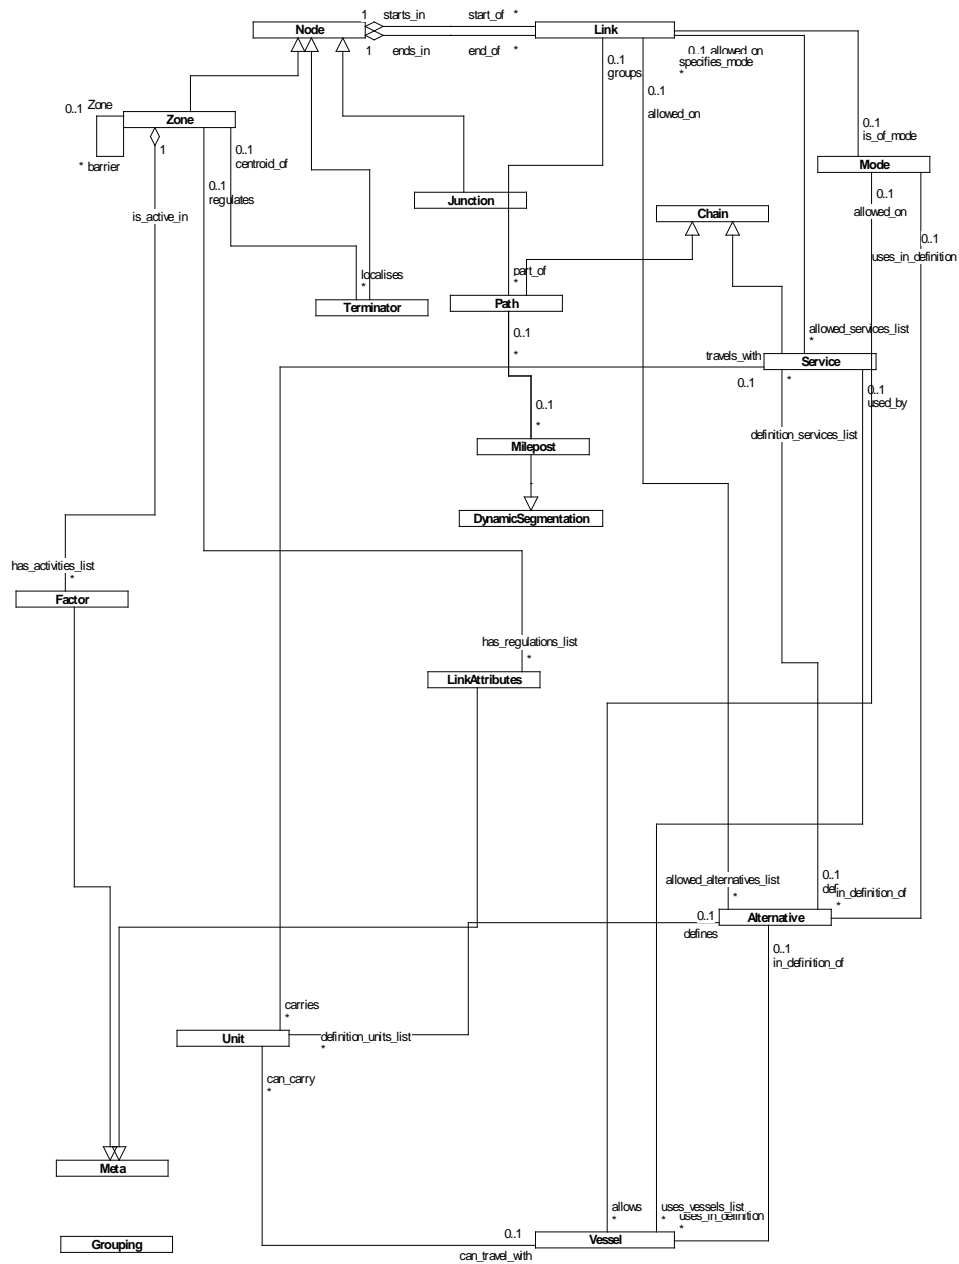 1 starts_in start_of *
Node Link
1 ends_in end_of *
0..1 allowed_on
specifies_mode
*
0..1
groups
0..1
allowed_on
0..1 Zone
Zone
* barrier
1
0..1
centroid_of
0..1
is_of_mode
Mode
0..1
regulates
is_active_in
Junction
0..1
allowed_on
Chain
0..1
uses_in_definition
localises
*
part_of
*
Terminator
Path
0..1
*
allowed_services_list
*
travels_with
Service
0..1
*
0..1
used_by
0..1
*
definition_services_list
Milepost
DynamicSegmentation
has_activities_list
*
Factor
has_regulations_list
*
LinkAttributes
allowed_alternatives_list
*
0..1
def
in_definition_of
*
0..1
Alternative
defines
0..1
in_definition_of
carries
*
Unit
definition_units_list
*
can_carry
*
Meta
allows
*
uses_vessels_list
*
uses_in_definition
*
0..1
Vessel
Grouping
can_travel_with